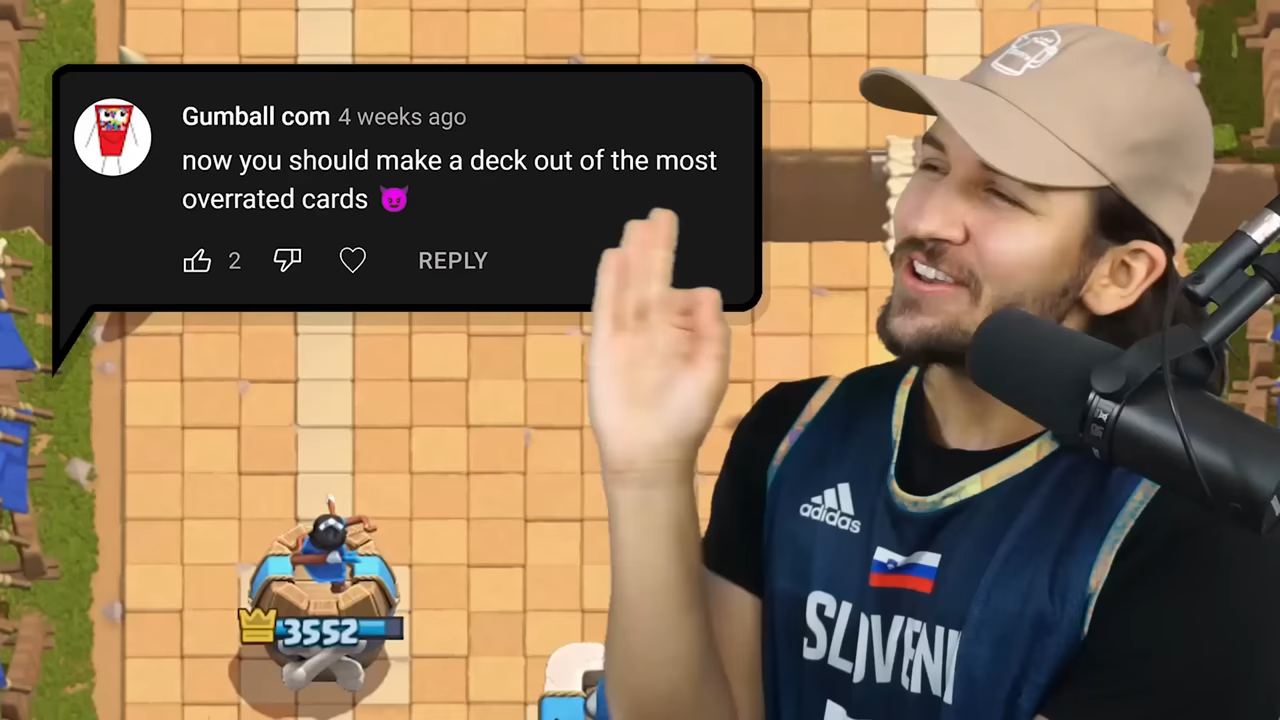 Gumball com 4 weeks ago
now you should make a deck out of the most
overrated cards 😈
2
REPLY
adidas
SLOVENI
3552